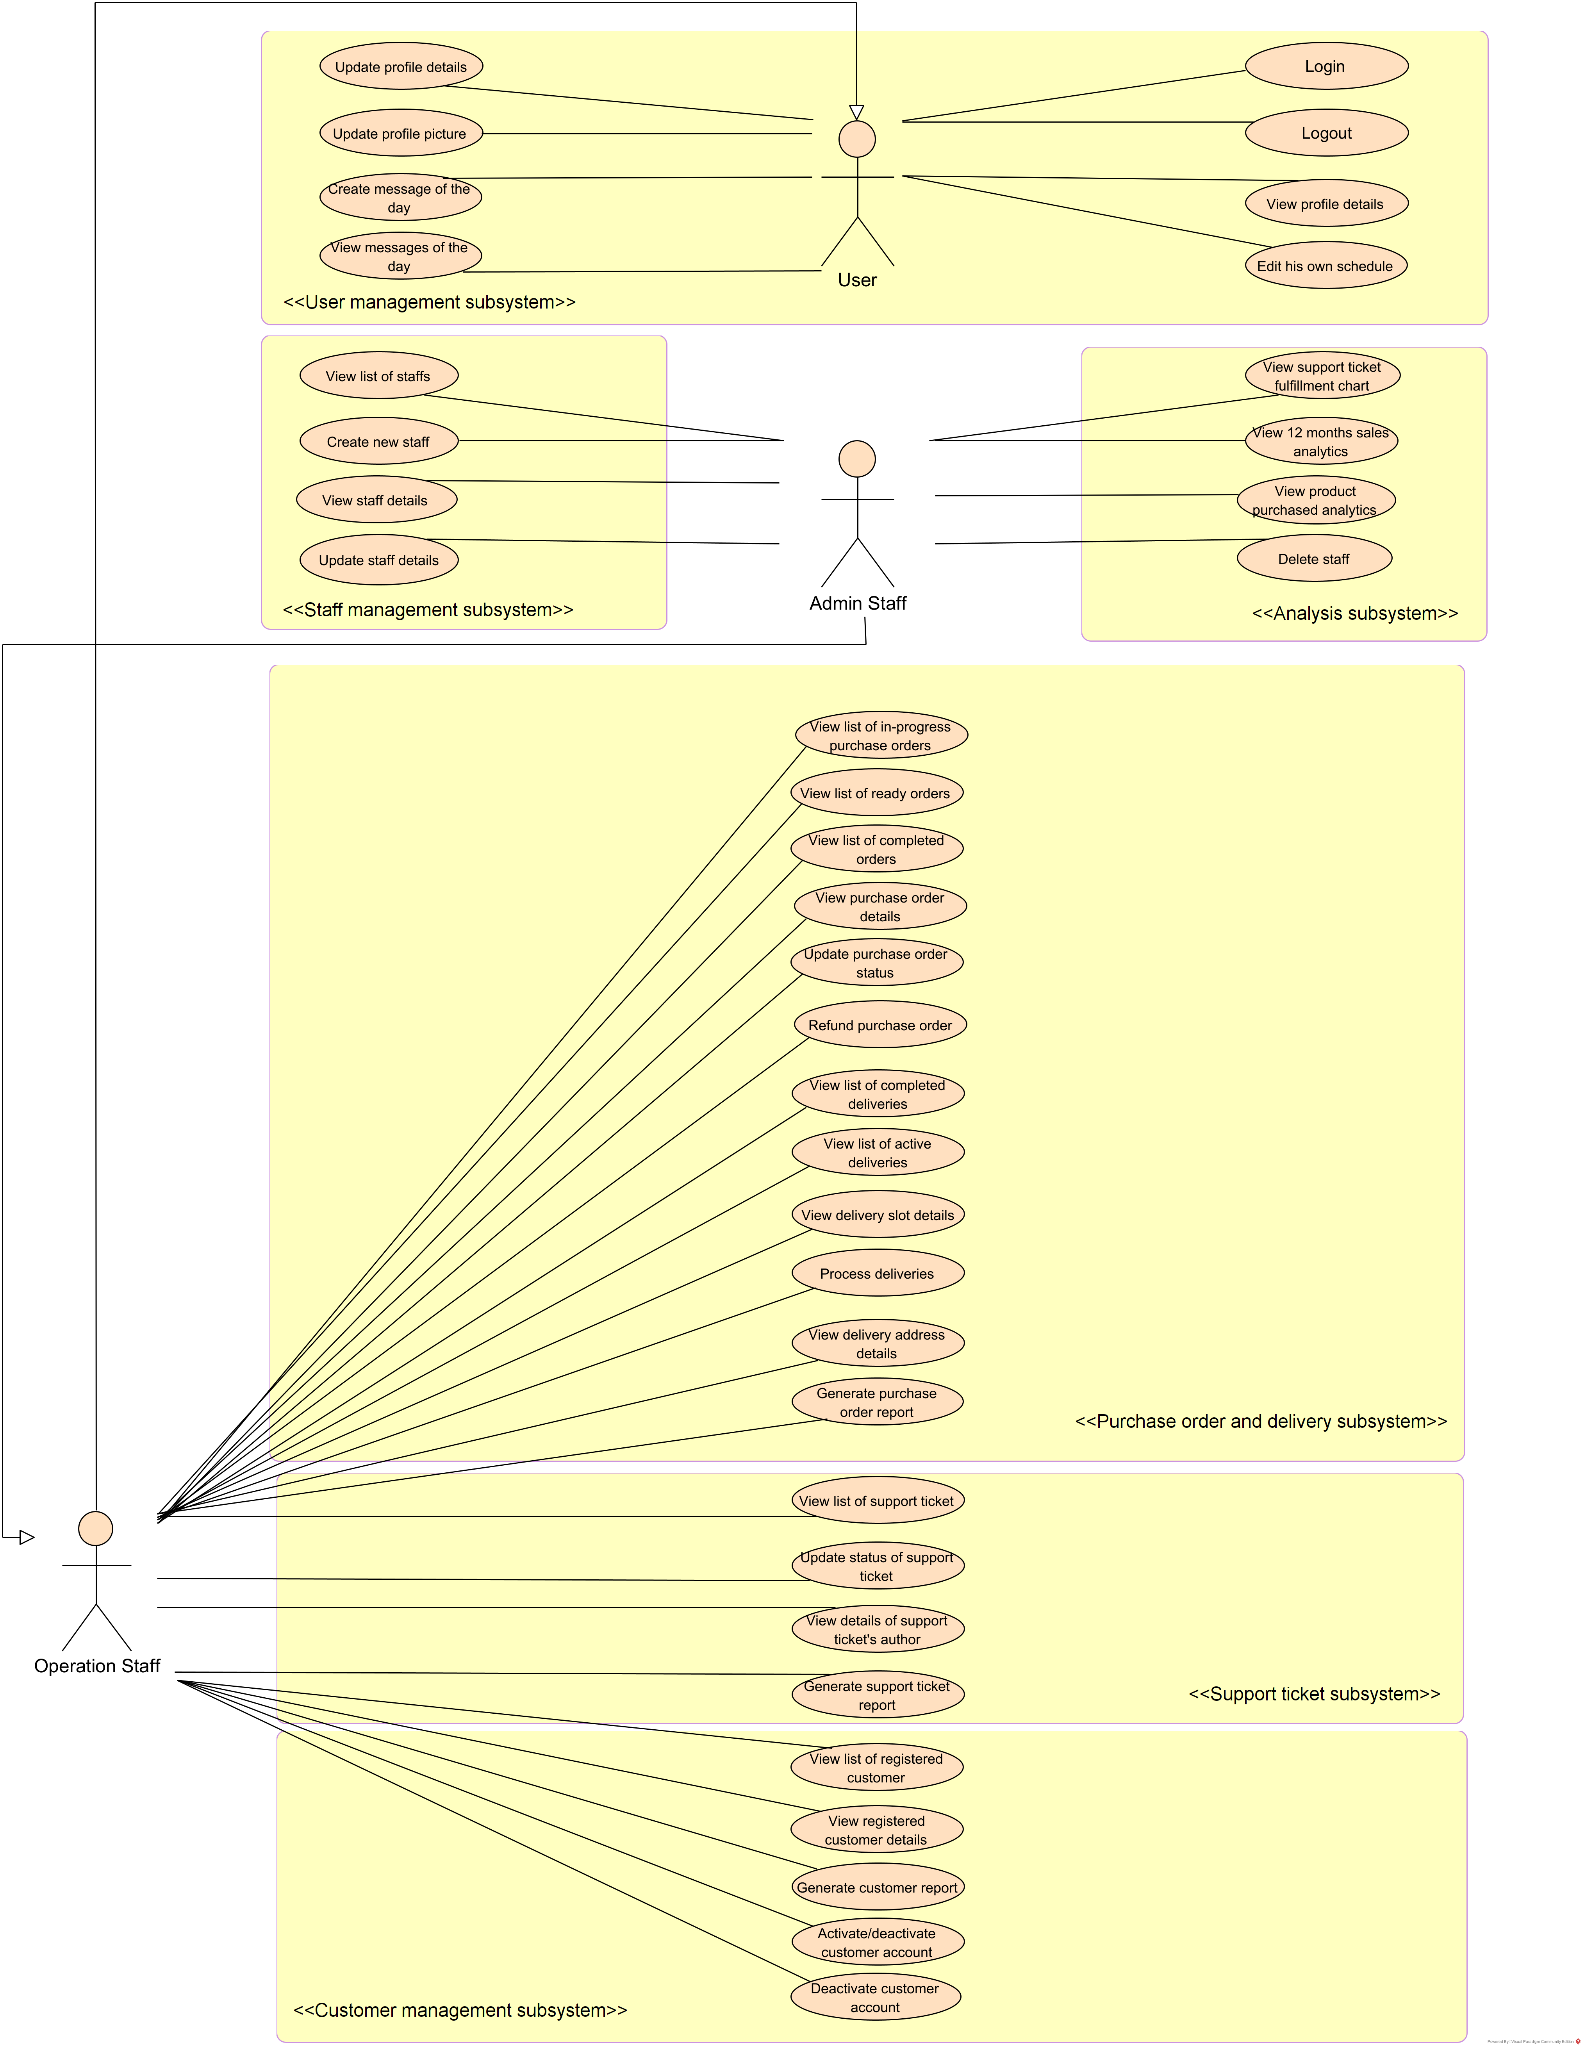 Update profile details
Login
Update profile picture
Logout
Create message of the
day
View profile details
View messages of the
day
Edit his own schedule
User
<<User management subsystem>>
View list of staffs
View support ticket
fulfillment chart
Create new staff
View 12 months sales
analytics
View staff details
View product
purchased analytics
Update staff details
Delete staff
Admin Staff
<<Staff management subsystem>>
<<Analysis subsystem>>
View list of in-progress
purchase orders
View list of ready orders
View list of completed
orders
View purchase order
details
Update purchase order
status
Refund purchase order
View list of completed
deliveries
View list of active
deliveries
View delivery slot details
Process deliveries
View delivery address
details
Generate purchase
order report
<<Purchase order and delivery subsystem>>
View list of support ticket
Update status of support
ticket
View details of support
ticket's author
Operation Staff
Generate support ticket
report
<<Support ticket subsystem>>
View list of registered
customer
View registered
customer details
Generate customer report
Activate/deactivate
customer account
Deactivate customer
account
<<Customer management subsystem>>
Powered By: Visual Paradigm Community Edition